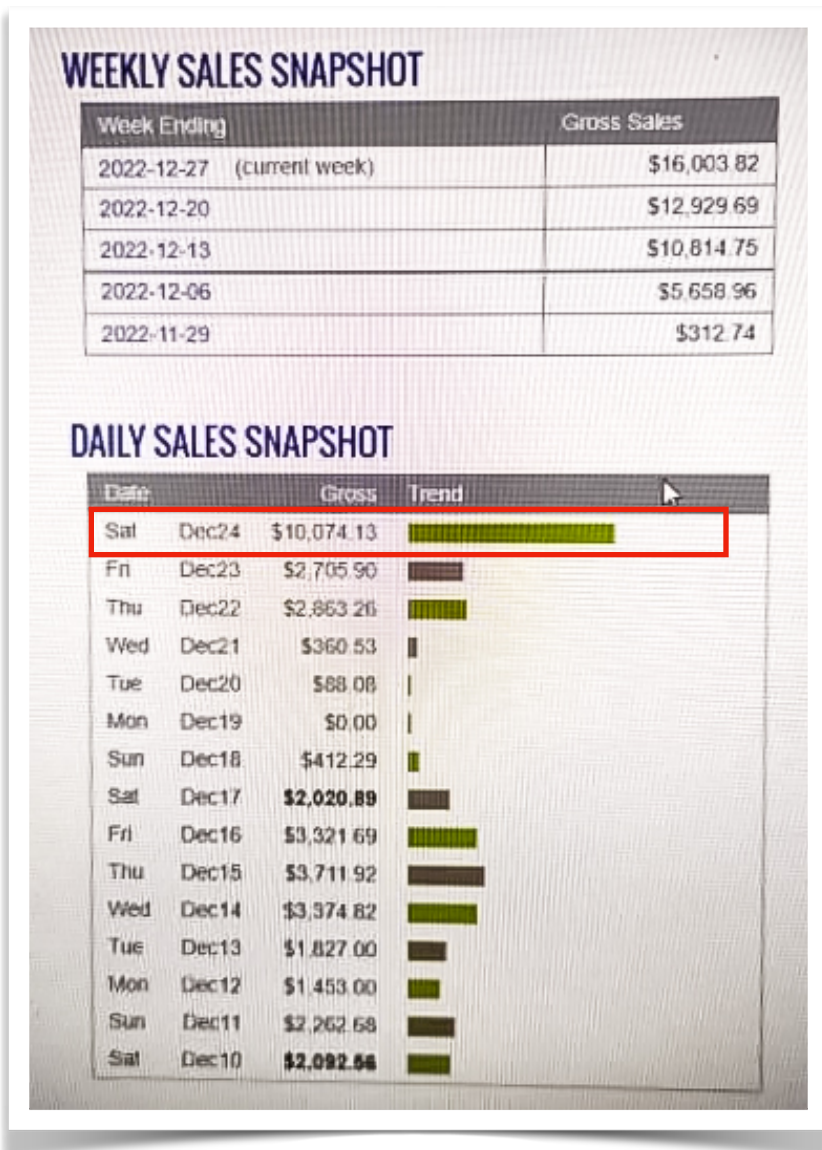 WEEKLY SALES SNAPSHOT
Week Ending Gross Sales
2022-12-27 (current week) $16,003.82
2022-12-20 $12,929.69
2022-12-13 $10,814.75
2022-12-06 $5,658.96
2022-11-29 $312.74
DAILY SALES SNAPSHOT
Date Gross Trend
Sat Dec24 $10,074.13
Fri Dec23 $2,705.90
Thu Dec22 $2,863.26
Wed Dec21 $360.53
Tue Dec20 $88.08
Mon Dec19 $0.00
Sun Dec18 $412.29
Sat Dec17 $2,020.89
Fri Dec16 $3,321.69
Thu Dec15 $3,711.92
Wed Dec14 $3,374.82
Tue Dec13 $1,827.00
Mon Dec12 $1,453.00
Sun Dec11 $2,262.68
Sat Dec10 $2,092.56